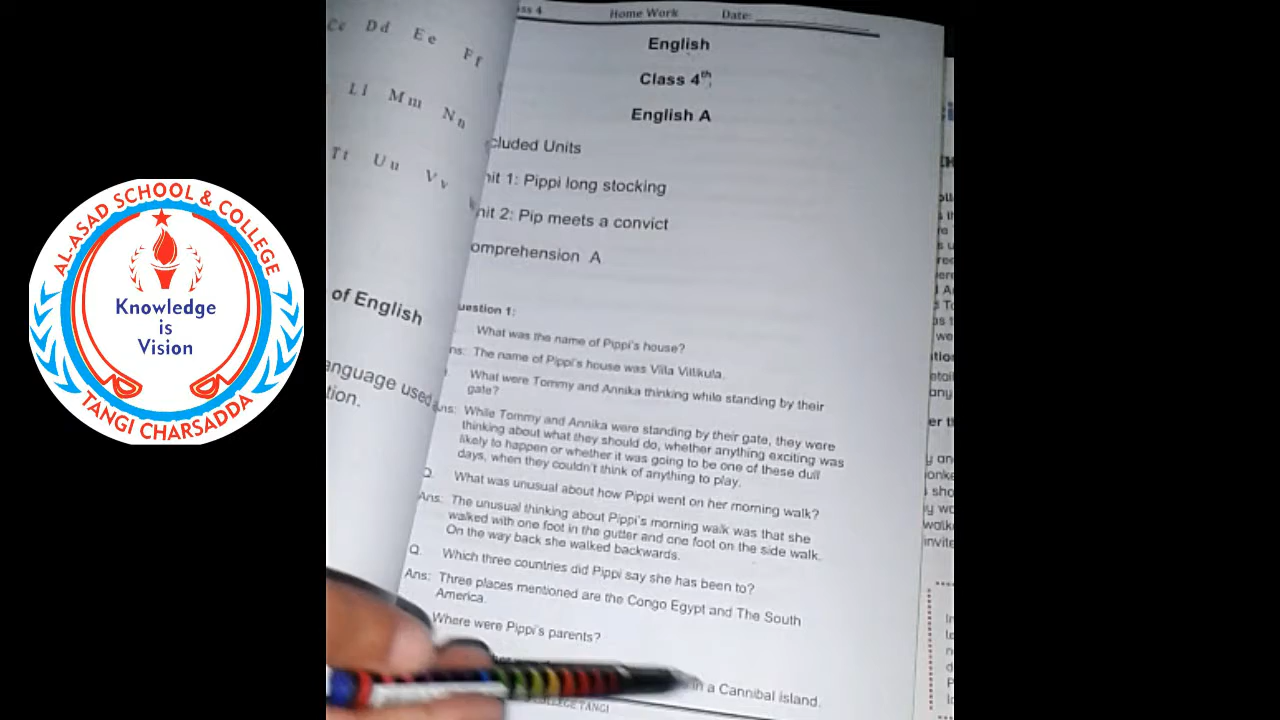 AL-ASAD SCHOOL & COLLEGE
Knowledge
is
Vision
TANGI CHARSADDA
Cc Dd Ee Ff
Ll Mm Nn
Tt Uu Vv
of English
anguage used
tion.
ss 4 Home Work Date:
English
Class 4th
English A
cluded Units
nit 1: Pippi long stocking
nit 2: Pip meets a convict
omprehension A
uestion 1:
What was the name of Pippi's house?
ns: The name of Pippi's house was Villa Villikula.
What were Tommy and Annika thinking while standing by their
gate?
Ans: While Tommy and Annika were standing by their gate, they were
thinking about what they should do, whether anything exciting was
likely to happen or whether it was going to be one of these dull
days, when they couldn't think of anything to play.
Q. What was unusual about how Pippi went on her morning walk?
Ans: The unusual thinking about Pippi's morning walk was that she
walked with one foot in the gutter and one foot on the side walk.
On the way back she walked backwards.
Q. Which three countries did Pippi say she has been to?
Ans: Three places mentioned are the Congo Egypt and The South
America.
Where were Pippi's parents?
in a Cannibal island.
COLLEGE TANGI